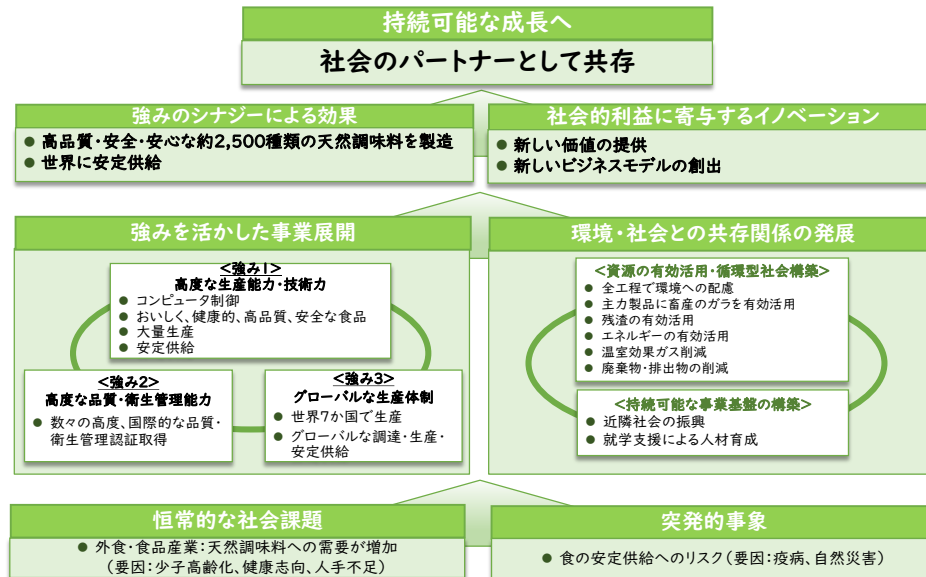 持続可能な成長へ
社会のパートナーとして共存
強みのシナジーによる効果
● 高品質・安全・安心な約2,500種類の天然調味料を製造
● 世界に安定供給
社会的利益に寄与するイノベーション
● 新しい価値の提供
● 新しいビジネスモデルの創出
強みを活かした事業展開
<強み1>
高度な生産能力・技術力
● コンピュータ制御
● おいしく、健康的、高品質、安全な食品
● 大量生産
● 安定供給
<強み2>
高度な品質・衛生管理能力
● 数々の高度、国際的な品質・
衛生管理認証取得
<強み3>
グローバルな生産体制
● 世界7か国で生産
● グローバルな調達・生産・
安定供給
環境・社会との共存関係の発展
<資源の有効活用・循環型社会構築>
● 全工程で環境への配慮
● 主力製品に畜産のガラを有効活用
● 残渣の有効活用
● エネルギーの有効活用
● 温室効果ガス削減
● 廃棄物・排出物の削減
<持続可能な事業基盤の構築>
● 近隣社会の振興
● 就学支援による人材育成
恒常的な社会課題
● 外食・食品産業：天然調味料への需要が増加
（要因：少子高齢化、健康志向、人手不足）
突発的事象
● 食の安定供給へのリスク（要因：疫病、自然災害）